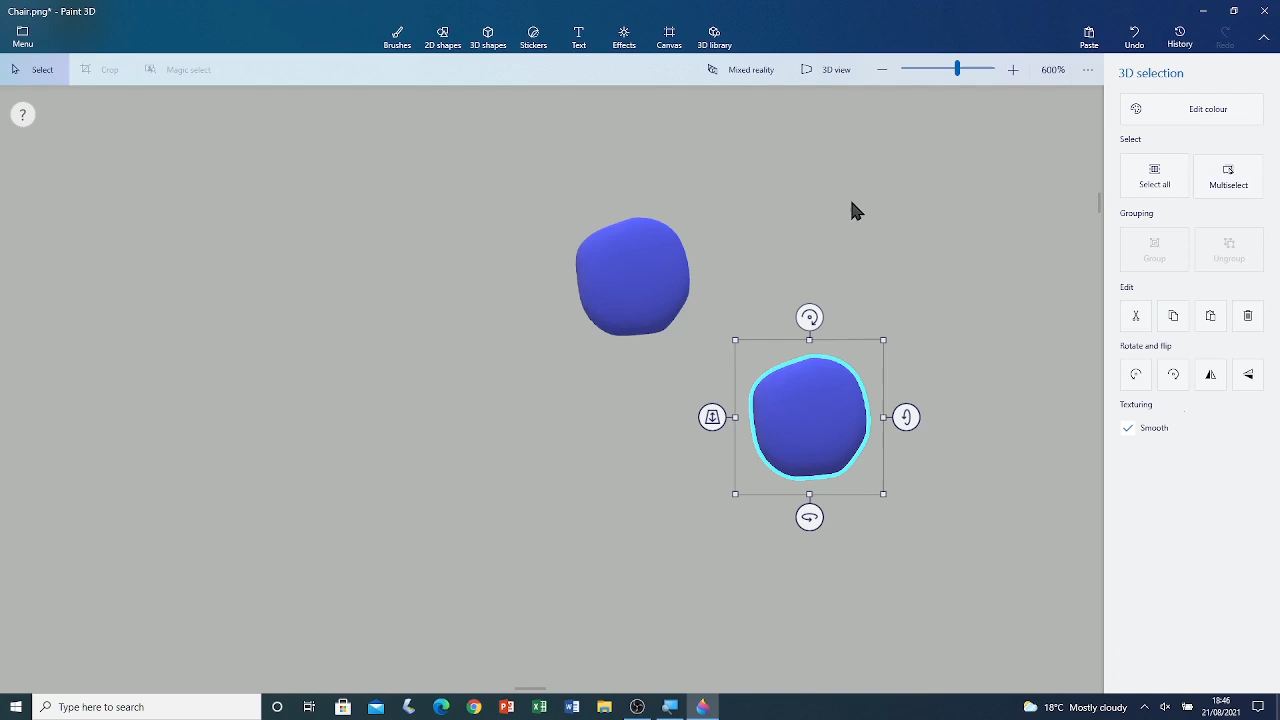 Chair.png* - Paint 3D
Menu
Brushes
2D shapes
3D shapes
Stickers
Text
Effects
Canvas
3D library
Paste
Undo
History
Redo
Select
Crop
Magic select
Mixed reality
3D view
600%
?
3D selection
Edit colour
Select
Select all
Multiselect
Grouping
Group
Ungroup
Edit
Rotate and flip
Texturing
Smooth
Type here to search
18°C Mostly cloudy
18:46
21/08/2021